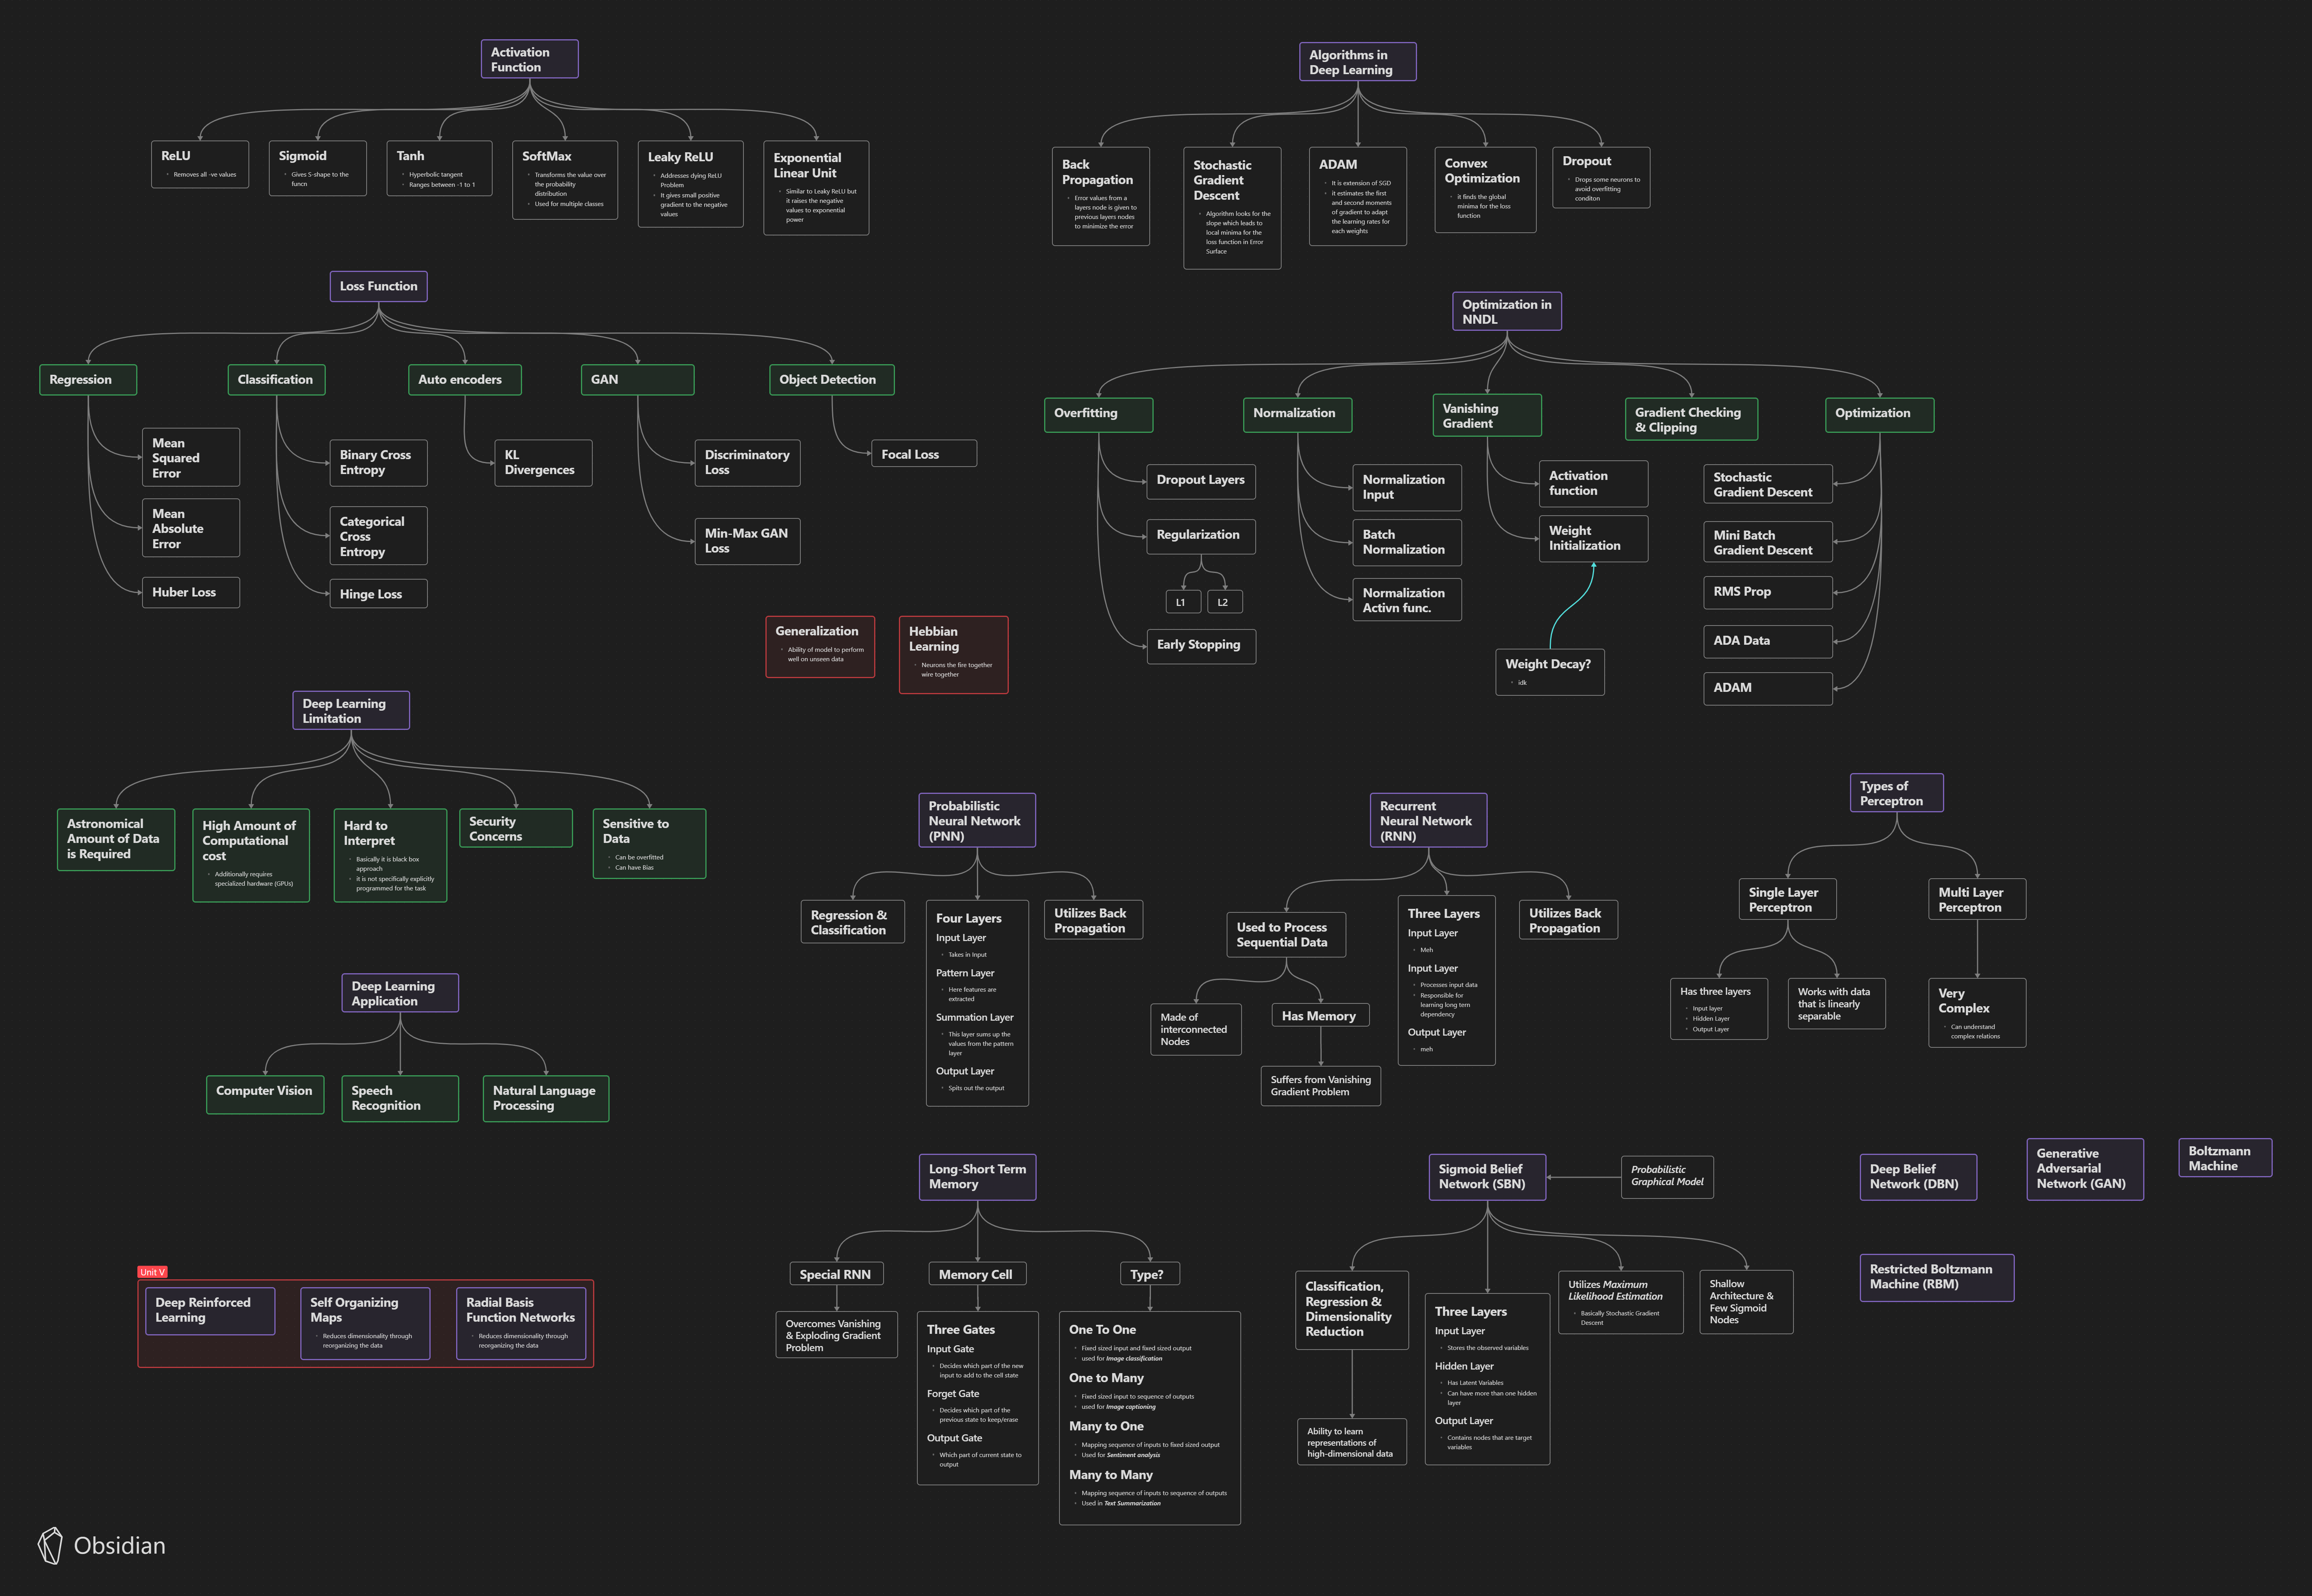 Activation
Function
ReLU
Removes all -ve values
Sigmoid
Gives S-shape to the
funcn
Tanh
Hyperbolic tangent
Ranges between -1 to 1
SoftMax
Transforms the value over
the probability
distribution
Used for multiple classes
Leaky ReLU
Addresses dying ReLU
Problem
It gives small positive
gradient to the negative
values
Exponential
Linear Unit
Similar to Leaky ReLU but
it raises the negative
values to exponential
power
Algorithms in
Deep Learning
Back
Propagation
Error values from a
layers node is given to
previous layers nodes
to minimize the error
Stochastic
Gradient
Descent
Algorithm looks for the
slope which leads to
local minima for the
loss function in Error
Surface
ADAM
It is extension of SGD
it estimates the first
and second moments
of gradient to adapt
the learning rates for
each weights
Convex
Optimization
it finds the global
minima for the loss
function
Dropout
Drops some neurons to
avoid overfitting
conditon
Loss Function
Regression
Mean
Squared
Error
Mean
Absolute
Error
Huber Loss
Classification
Binary Cross
Entropy
Categorical
Cross
Entropy
Hinge Loss
Auto encoders
KL
Divergences
GAN
Discriminatory
Loss
Min-Max GAN
Loss
Object Detection
Focal Loss
Optimization in
NNDL
Overfitting
Dropout Layers
Regularization
L1
L2
Early Stopping
Normalization
Normalization
Input
Batch
Normalization
Normalization
Activn func.
Vanishing
Gradient
Activation
function
Weight
Initialization
Weight Decay?
idk
Gradient Checking
& Clipping
Optimization
Stochastic
Gradient Descent
Mini Batch
Gradient Descent
RMS Prop
ADA Data
ADAM
Generalization
Ability of model to perform
well on unseen data
Hebbian
Learning
Neurons the fire together
wire together
Deep Learning
Limitation
Astronomical
Amount of Data
is Required
High Amount of
Computational
cost
Additionally requires
specialized hardware (GPUs)
Hard to
Interpret
Basically it is black box
approach
it is not specifically explicitly
programmed for the task
Security
Concerns
Sensitive to
Data
Can be overfitted
Can have Bias
Probabilistic
Neural Network
(PNN)
Regression &
Classification
Four Layers
Input Layer
Takes in Input
Pattern Layer
Here features are
extracted
Summation Layer
This layer sums up the
values from the pattern
layer
Output Layer
Spits out the output
Utilizes Back
Propagation
Recurrent
Neural Network
(RNN)
Used to Process
Sequential Data
Made of
interconnected
Nodes
Has Memory
Suffers from Vanishing
Gradient Problem
Three Layers
Input Layer
Meh
Input Layer
Processes input data
Responsible for
learning long tern
dependency
Output Layer
meh
Utilizes Back
Propagation
Types of
Perceptron
Single Layer
Perceptron
Has three layers
Input layer
Hidden Layer
Output Layer
Works with data
that is linearly
separable
Multi Layer
Perceptron
Very
Complex
Can understand
complex relations
Deep Learning
Application
Computer Vision
Speech
Recognition
Natural Language
Processing
Long-Short Term
Memory
Special RNN
Overcomes Vanishing
& Exploding Gradient
Problem
Memory Cell
Three Gates
Input Gate
Decides which part of the new
input to add to the cell state
Forget Gate
Decides which part of the
previous state to keep/erase
Output Gate
Which part of current state to
output
Type?
One To One
Fixed sized input and fixed sized output
used for Image classification
One to Many
Fixed sized input to sequence of outputs
used for Image captioning
Many to One
Mapping sequence of inputs to fixed sized output
Used for Sentiment analysis
Many to Many
Mapping sequence of inputs to sequence of outputs
Used in Text Summarization
Sigmoid Belief
Network (SBN)
Probabilistic
Graphical Model
Classification,
Regression &
Dimensionality
Reduction
Ability to learn
representations of
high-dimensional data
Three Layers
Input Layer
Stores the observed variables
Hidden Layer
Has Latent Variables
Can have more than one hidden
layer
Output Layer
Contains nodes that are target
variables
Utilizes Maximum
Likelihood Estimation
Basically Stochastic Gradient
Descent
Shallow
Architecture &
Few Sigmoid
Nodes
Deep Belief
Network (DBN)
Generative
Adversarial
Network (GAN)
Boltzmann
Machine
Restricted Boltzmann
Machine (RBM)
Unit V
Deep Reinforced
Learning
Self Organizing
Maps
Reduces dimensionality through
reorganizing the data
Radial Basis
Function Networks
Reduces dimensionality through
reorganizing the data
Obsidian